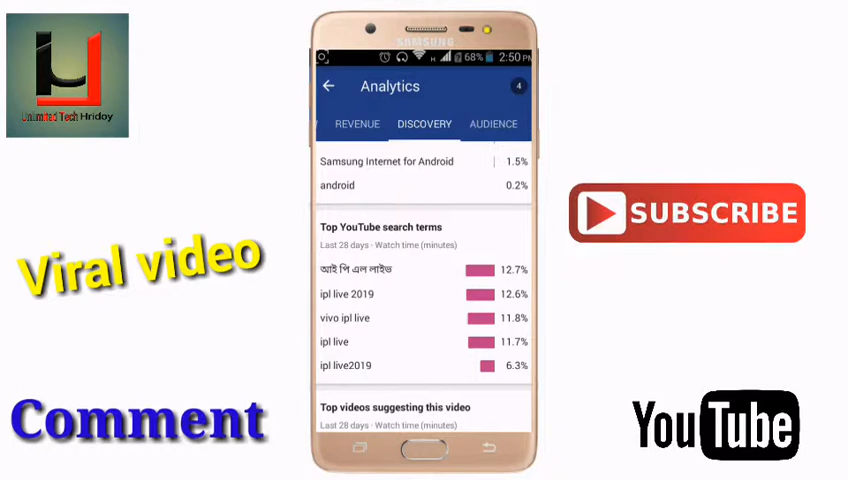 Unlimited Tech Hriday
SAMSUNG
H 68% 2:50PM
Analytics
4
REVENUE DISCOVERY AUDIENCE
Samsung Internet for Android 1.5%
android 0.2%
Top YouTube search terms
Last 28 days · Watch time (minutes)
আই পি এল লাইভ 12.7%
ipl live 2019 12.6%
vivo ipl live 11.8%
ipl live 11.7%
ipl live2019 6.3%
Top videos suggesting this video
Last 28 days · Watch time (minutes)
Viral video
Comment
SUBSCRIBE
YouTube